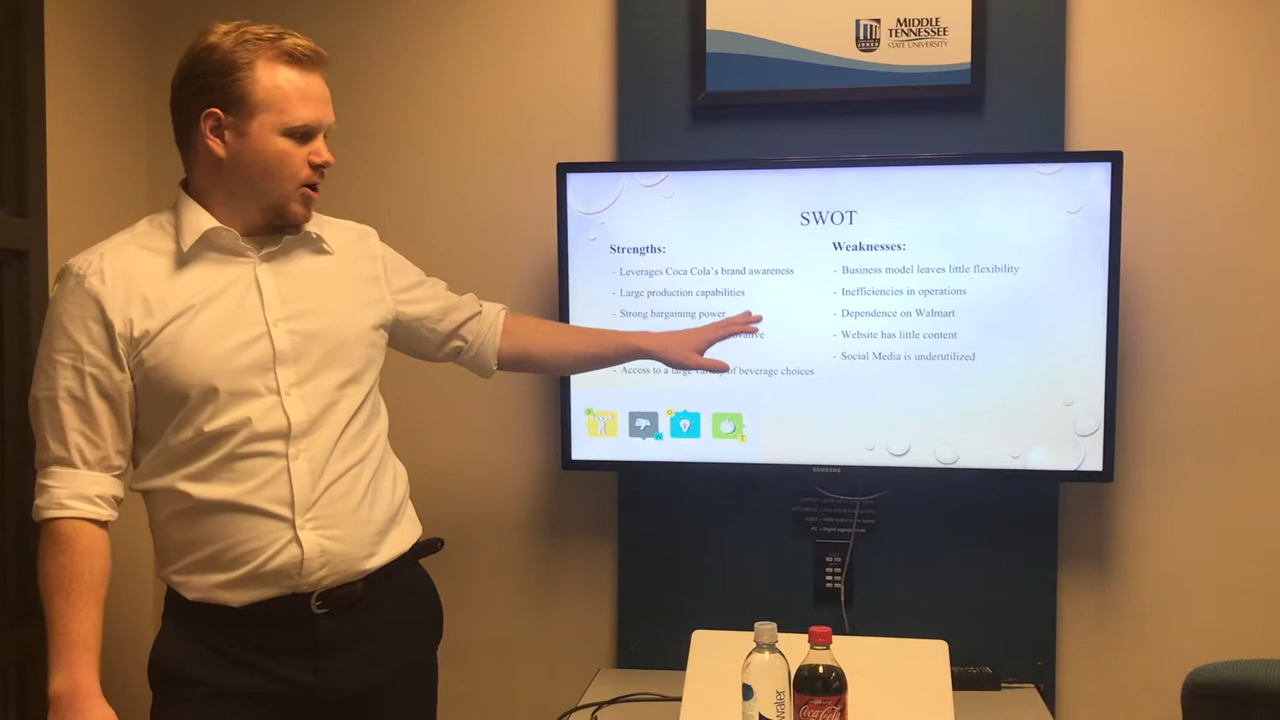 MIDDLE
TENNESSEE
STATE UNIVERSITY
JONES
SWOT
Strengths:
- Leverages Coca Cola's brand awareness
- Large production capabilities
- Strong bargaining power
- Access to a large variety of beverage choices
Weaknesses:
- Business model leaves little flexibility
- Inefficiencies in operations
- Dependence on Walmart
- Website has little content
- Social Media is underutilized
S
W
O
T
SAMSUNG
water
Coca-Cola